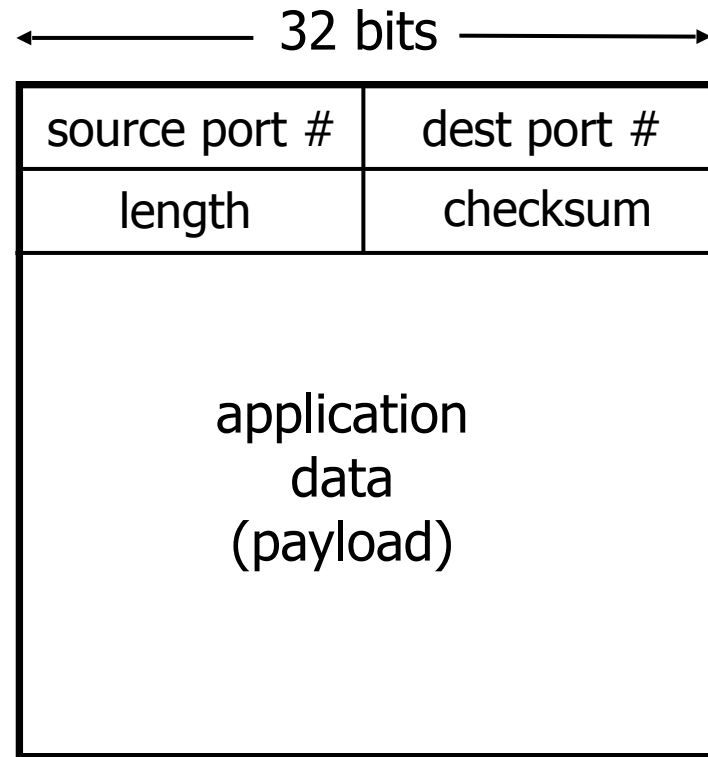 32 bits
source port # dest port #
length checksum
application
data
(payload)